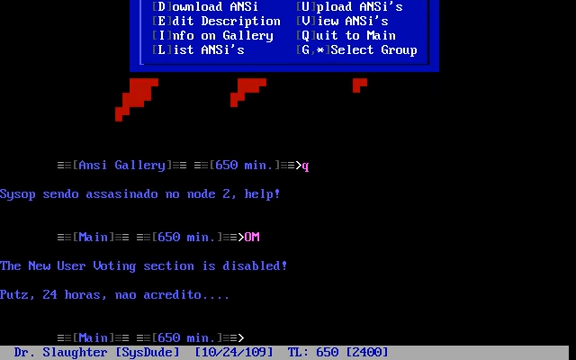 [D]ownload ANSi [U]pload ANSi's
[E]dit Description [V]iew ANSi's
[I]nfo on Gallery [Q]uit to Main
[L]ist ANSi's [G,*]Select Group
≡≡[Ansi Gallery]≡≡ ≡≡[650 min.]≡≡>q
Sysop sendo assasinado no node 2, help!
≡≡[Main]≡≡ ≡≡[650 min.]≡≡>OM
The New User Voting section is disabled!
Putz, 24 horas, nao acredito....
≡≡[Main]≡≡ ≡≡[650 min.]≡≡>
Dr. Slaughter [SysDude] [10/24/109] TL: 650 [2400]